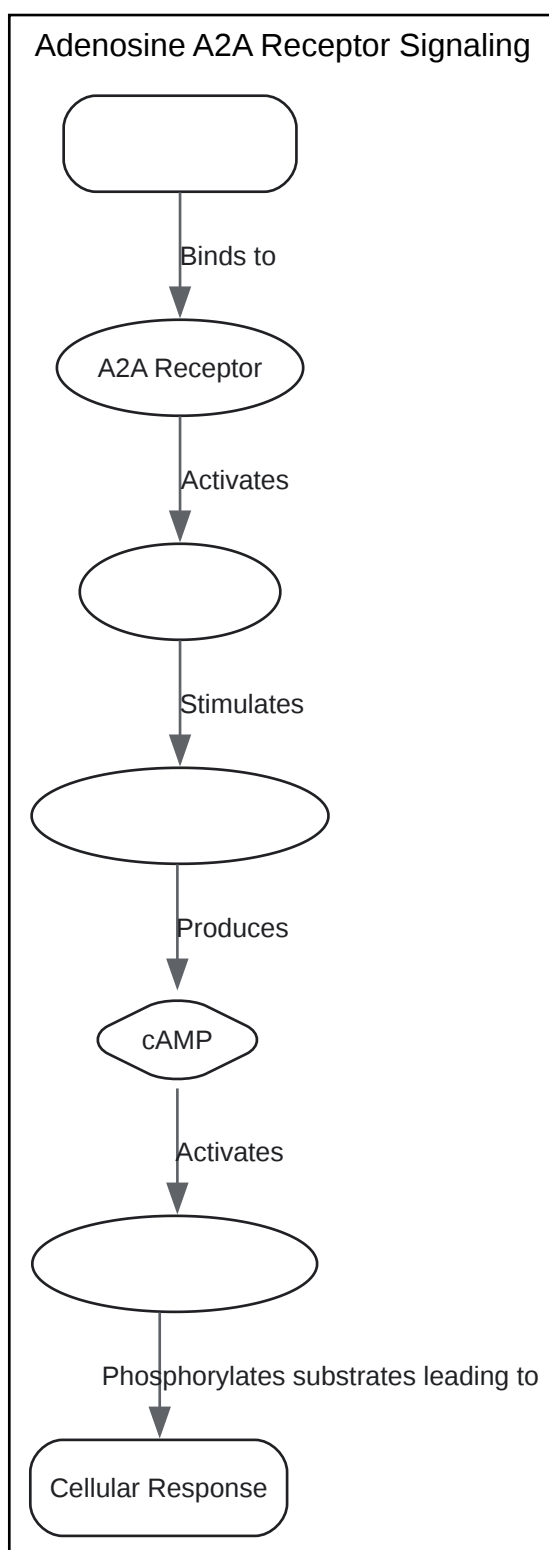 Adenosine A2A Receptor Signaling
Binds to
A2A Receptor
Activates
Stimulates
Produces
cAMP
Activates
Phosphorylates substrates leading to
Cellular Response